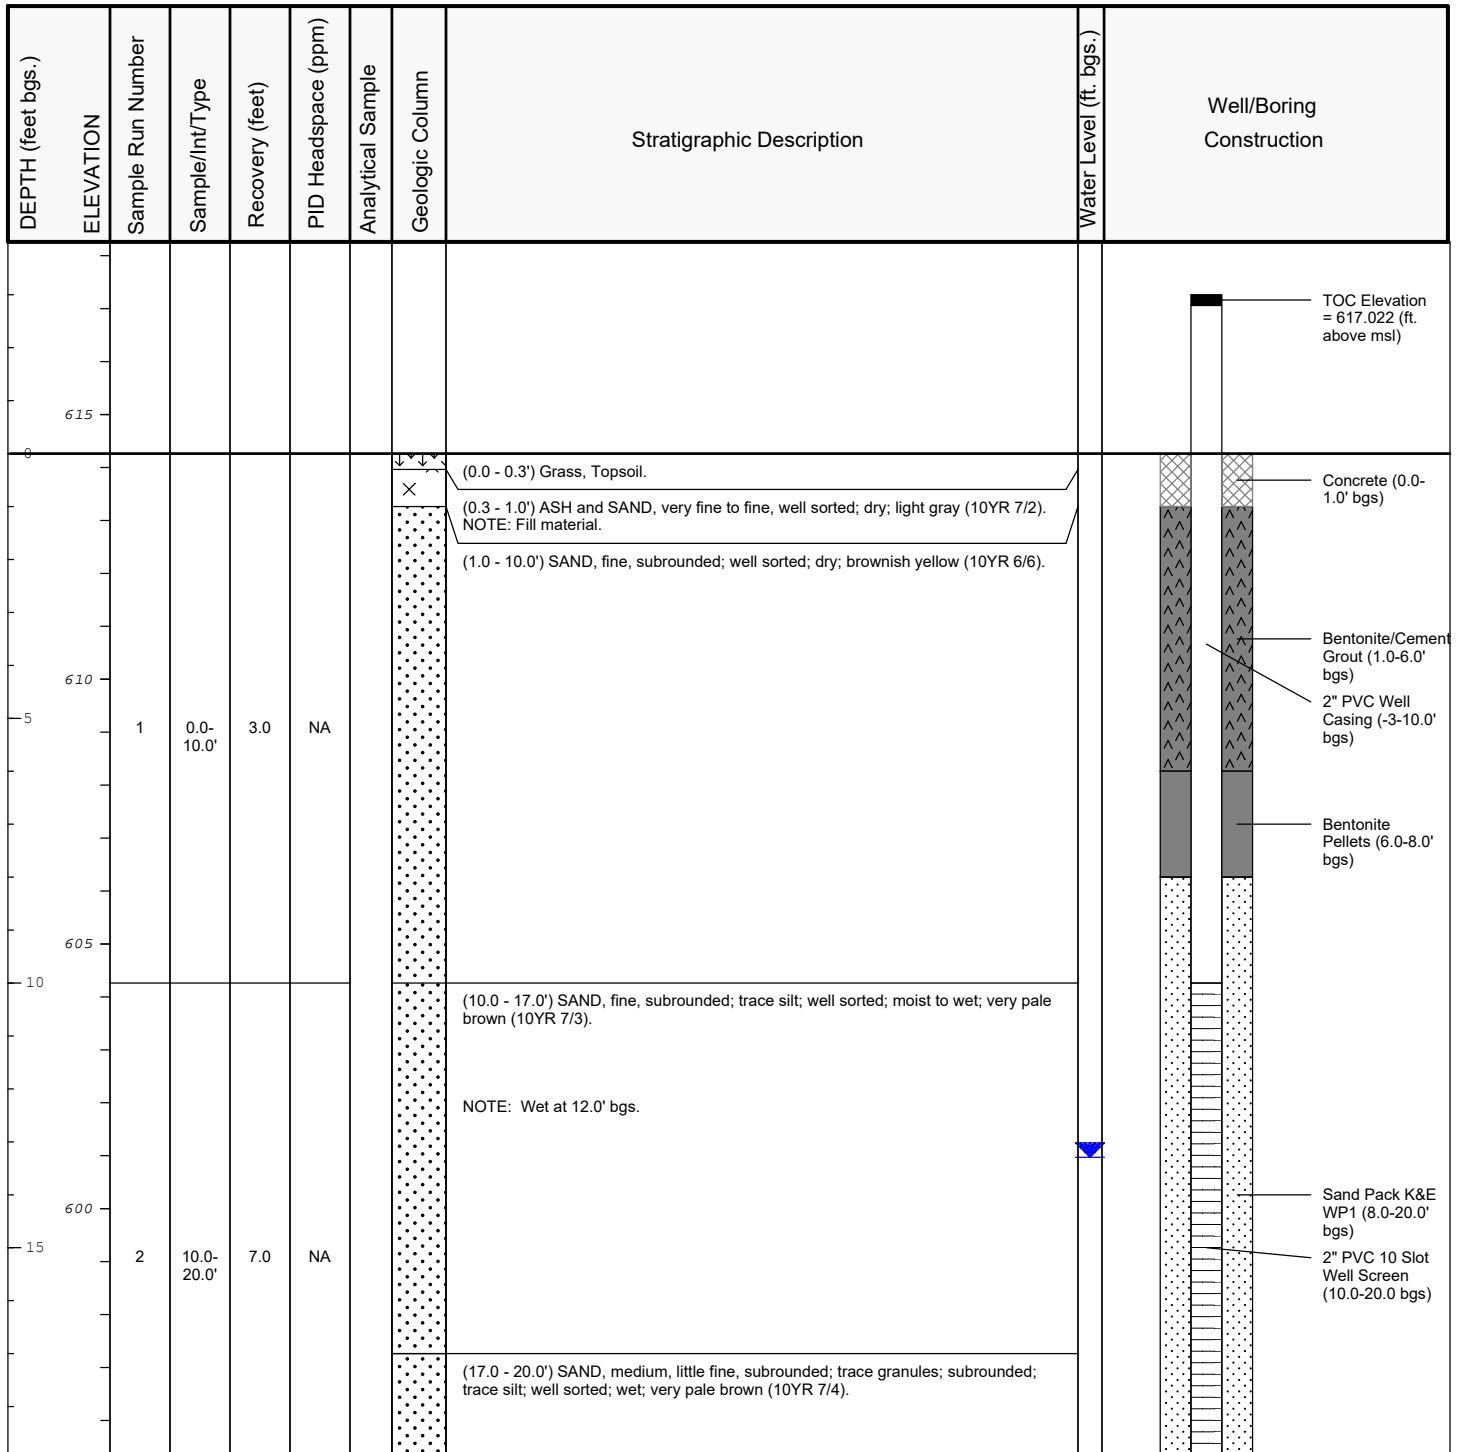 DEPTH (feet bgs.)
ELEVATION
Sample Run Number
Sample/Int/Type
Recovery (feet)
PID Headspace (ppm)
Analytical Sample
Geologic Column
Stratigraphic Description
Water Level (ft. bgs.)
Well/Boring
Construction
TOC Elevation
= 617.022 (ft.
above msl)
615
0
(0.0 - 0.3') Grass, Topsoil.
(0.3 - 1.0') ASH and SAND, very fine to fine, well sorted; dry; light gray (10YR 7/2).
NOTE: Fill material.
(1.0 - 10.0') SAND, fine, subrounded; well sorted; dry; brownish yellow (10YR 6/6).
Concrete (0.0-
1.0' bgs)
Bentonite/Cement
Grout (1.0-6.0'
bgs)
610
5
1
0.0-
10.0'
3.0
NA
2" PVC Well
Casing (-3-10.0'
bgs)
Bentonite
Pellets (6.0-8.0'
bgs)
605
10
(10.0 - 17.0') SAND, fine, subrounded; trace silt; well sorted; moist to wet; very pale
brown (10YR 7/3).
NOTE:  Wet at 12.0' bgs.
600
Sand Pack K&E
WP1 (8.0-20.0'
bgs)
15
2
10.0-
20.0'
7.0
NA
2" PVC 10 Slot
Well Screen
(10.0-20.0 bgs)
(17.0 - 20.0') SAND, medium, little fine, subrounded; trace granules; subrounded;
trace silt; well sorted; wet; very pale brown (10YR 7/4).